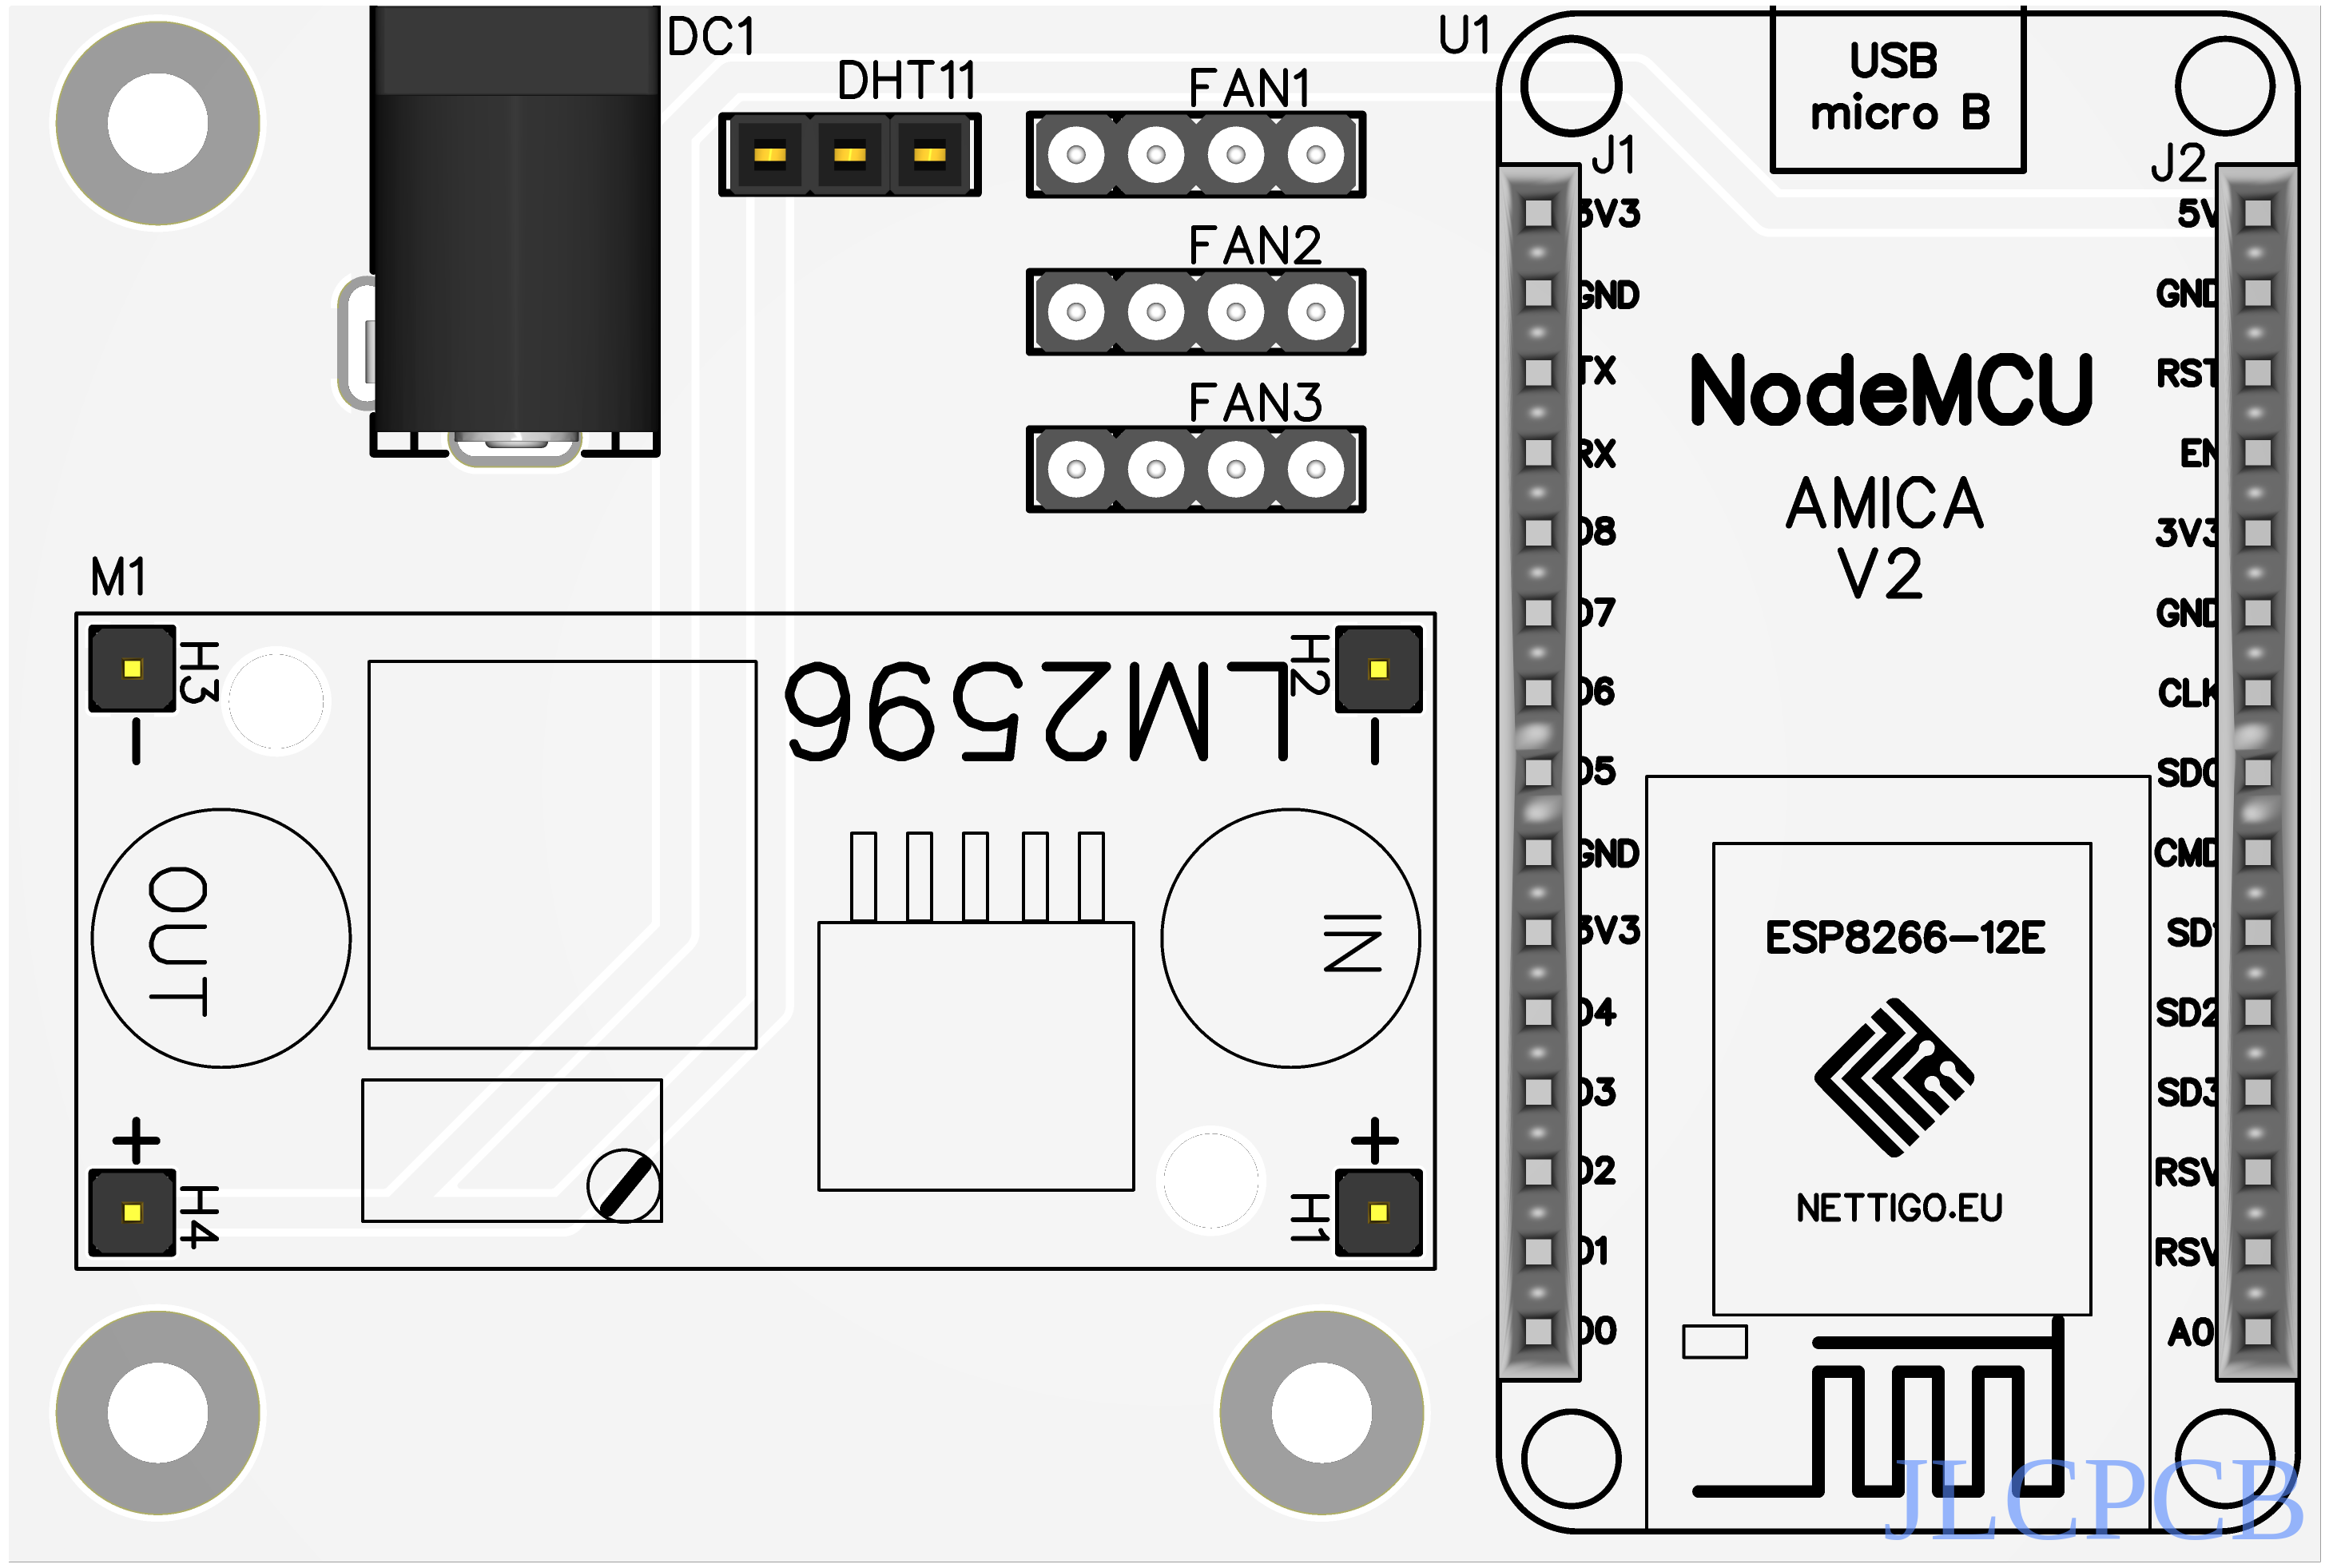 DC1
U1
USB
micro B
DHT11
FAN1
J1
J2
3V3
5V
FAN2
GND
GND
TX
RST
NodeMCU
FAN3
RX
EN
AMICA
D8
3V3
V2
M1
D7
GND
H3
LM2596
H2
D6
CLK
-
-
D5
SD0
GND
CMD
OUT
IN
3V3
ESP8266-12E
SD1
D4
SD2
D3
SD3
+
+
D2
RSV
H4
H1
NETTIGO.EU
D1
RSV
D0
A0
JLCPCB